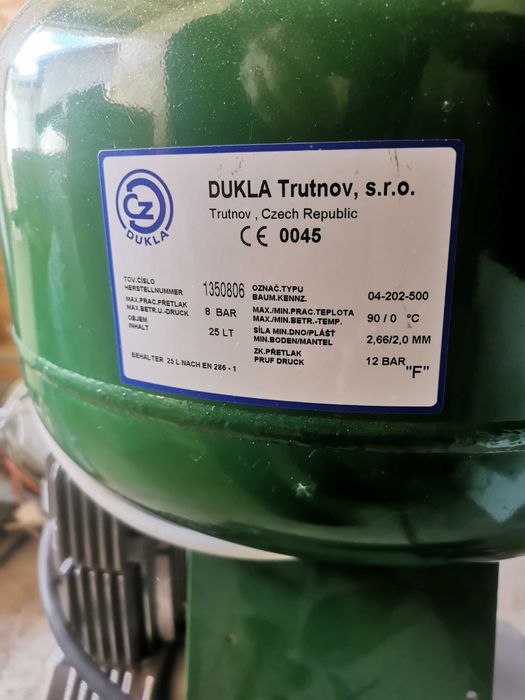 CZ
DUKLA
DUKLA Trutnov, s.r.o.
Trutnov , Czech Republic
CE 0045
TOV.ČÍSLO
HERSTELLNUMMER 1350806
OZNAČ.TYPU
BAUM.KENNZ. 04-202-500
MAX.PRAC.PŘETLAK
MAX.BETR.U.-DRUCK 8 BAR
MAX./MIN.PRAC.TEPLOTA
MAX./MIN.BETR.-TEMP. 90 / 0 °C
OBJEM
INHALT 25 LT
SÍLA MIN.DNO/PLÁŠŤ
MIN.BODEN/MANTEL 2,66/2,0 MM
ZK.PŘETLAK
PRUF DRUCK 12 BAR
BEHALTER 25 L NACH EN 286 - 1
"F"